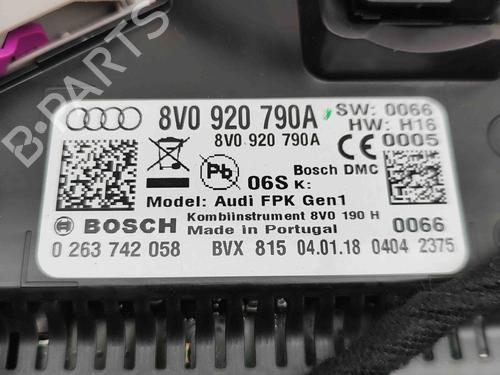 B-PARTS
8V0 920 790A
SW: 0066
8V0 920 790A
HW: H16
CE 0005
Pb
06S K:
Bosch DMC
Model: Audi FPK Gen1
BOSCH
Kombiinstrument 8V0 190 H
Made in Portugal
0066
0 263 742 058
BVX 815 04.01.18 0404 2375